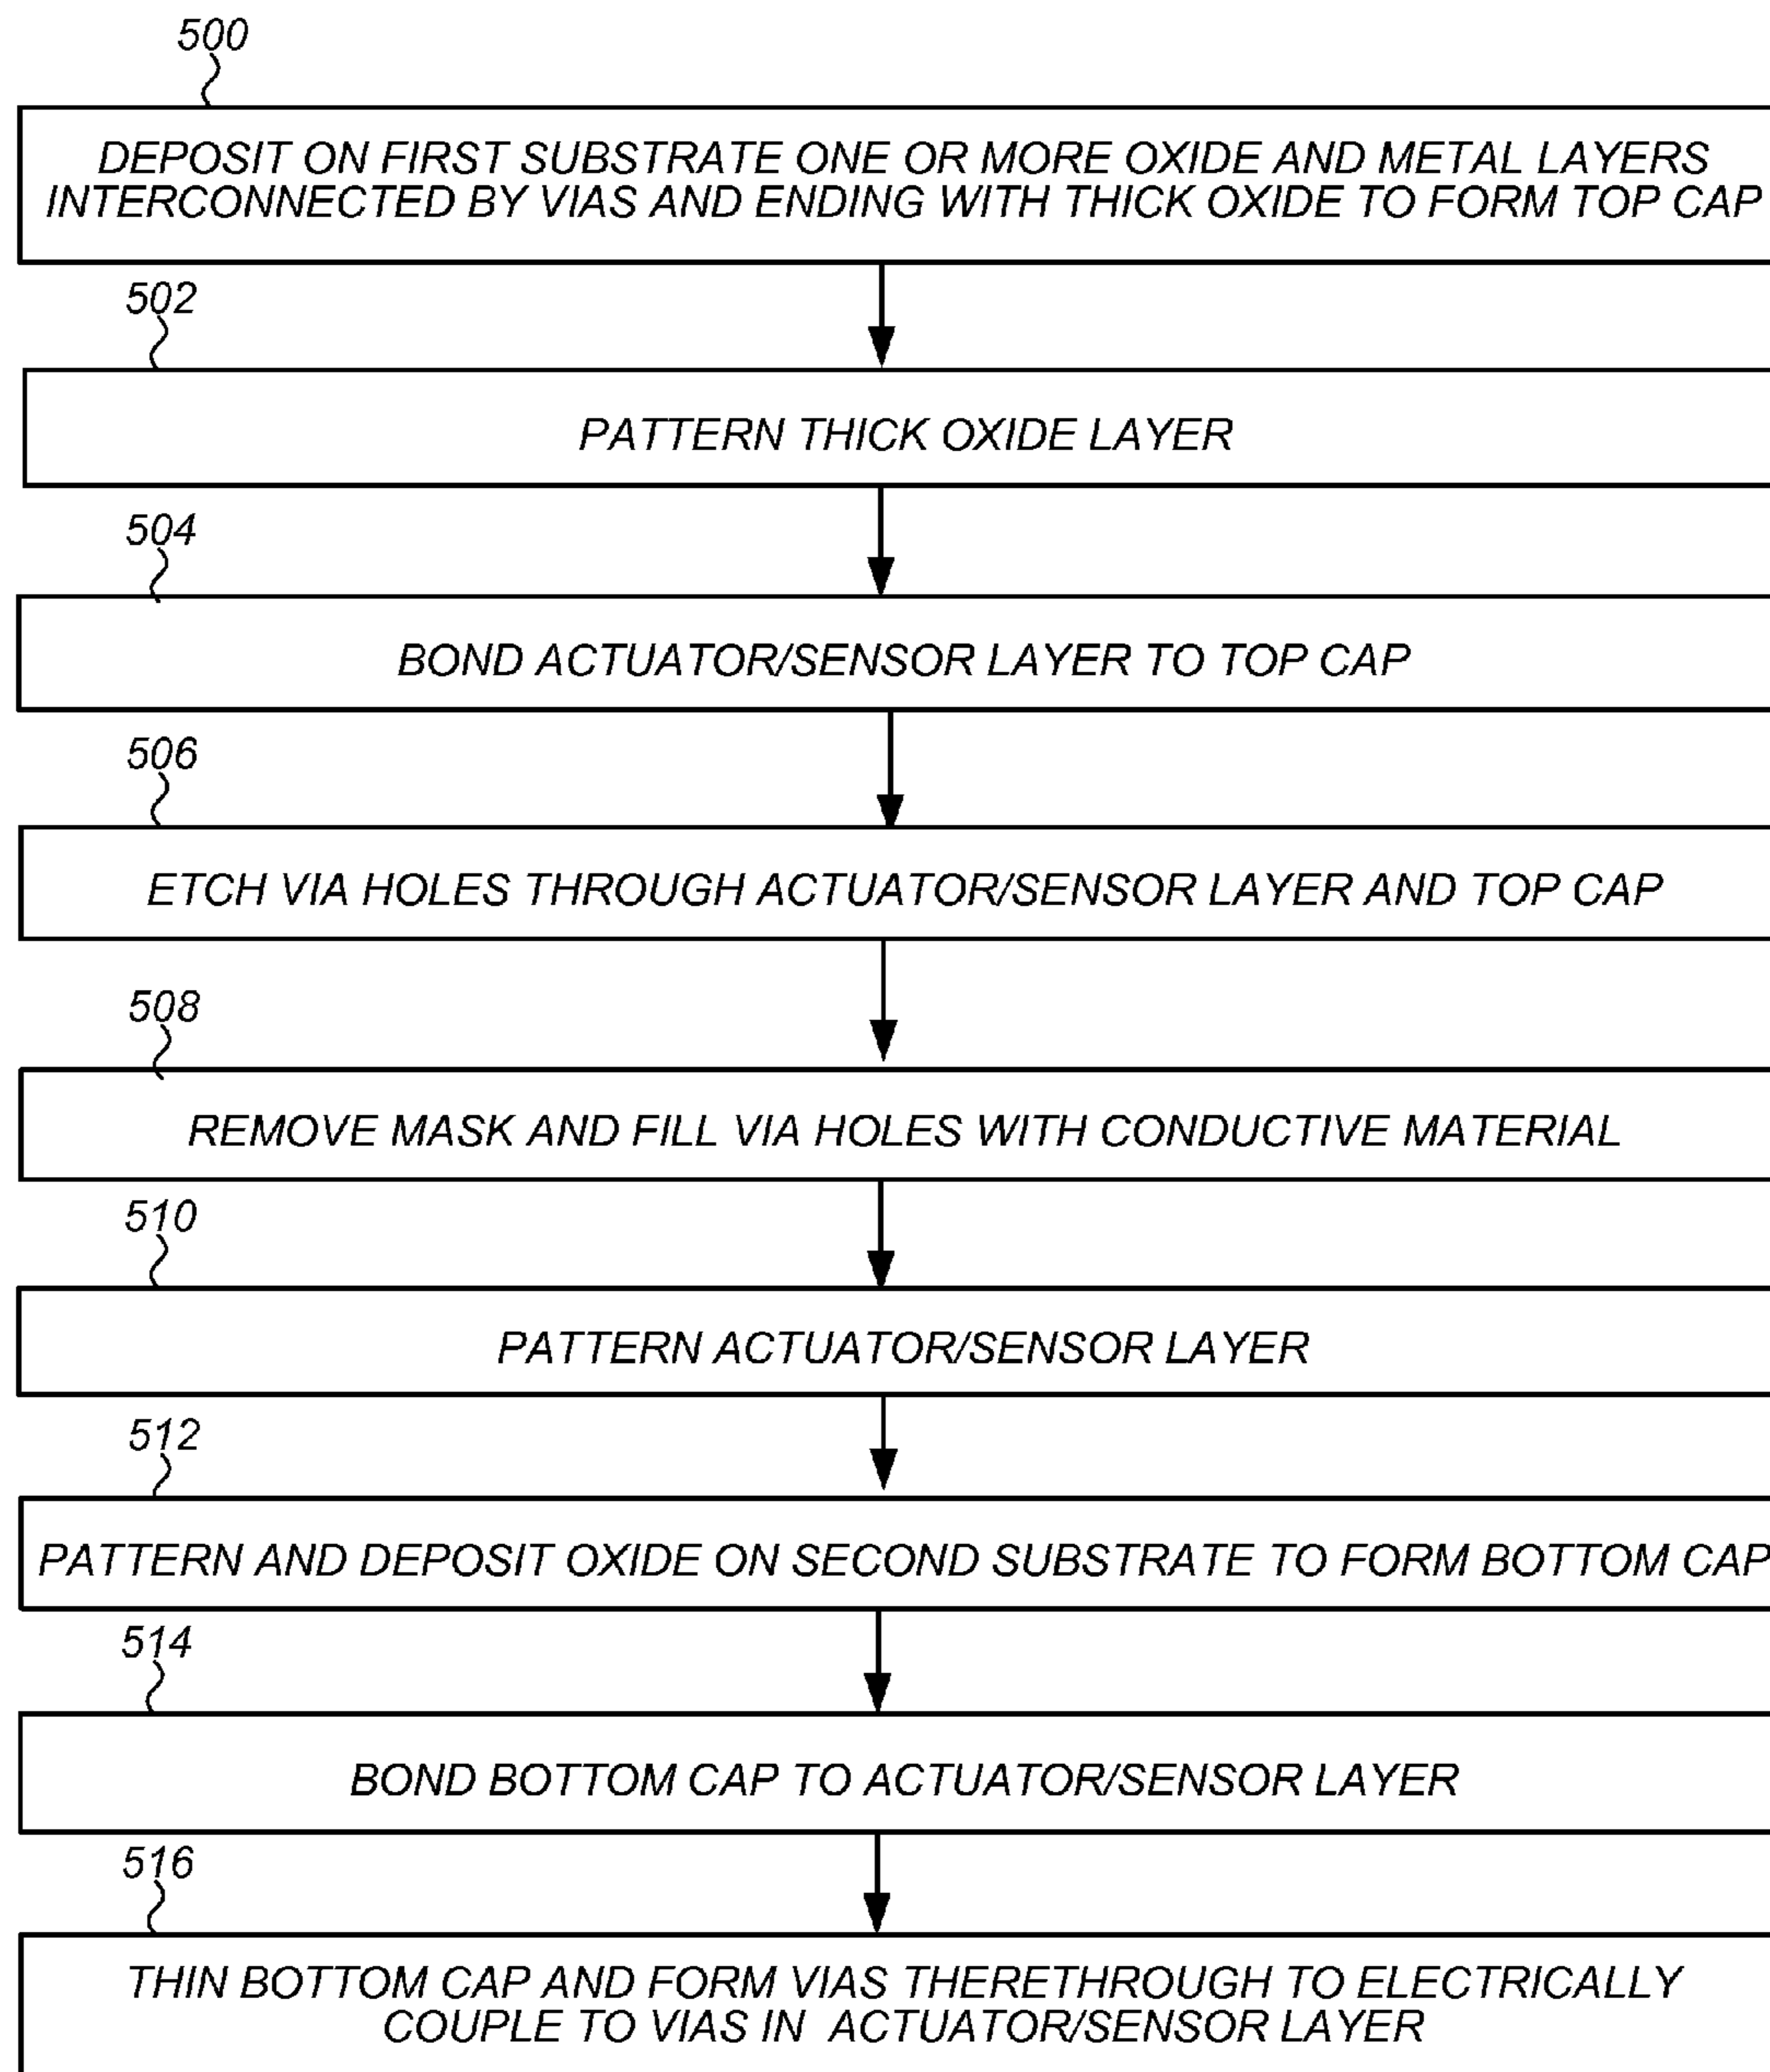 500
DEPOSIT ON FIRST SUBSTRATE ONE OR MORE OXIDE AND METAL LAYERS
INTERCONNECTED BY VIAS AND ENDING WITH THICK OXIDE TO FORM TOP CAP
502
PATTERN THICK OXIDE LAYER
504
BOND ACTUATOR/SENSOR LAYER TO TOP CAP
506
ETCH VIA HOLES THROUGH ACTUATOR/SENSOR LAYER AND TOP CAP
508
REMOVE MASK AND FILL VIA HOLES WITH CONDUCTIVE MATERIAL
510
PATTERN ACTUATOR/SENSOR LAYER
512
PATTERN AND DEPOSIT OXIDE ON SECOND SUBSTRATE TO FORM BOTTOM CAP
514
BOND BOTTOM CAP TO ACTUATOR/SENSOR LAYER
516
THIN BOTTOM CAP AND FORM VIAS THERETHROUGH TO ELECTRICALLY
COUPLE TO VIAS IN ACTUATOR/SENSOR LAYER